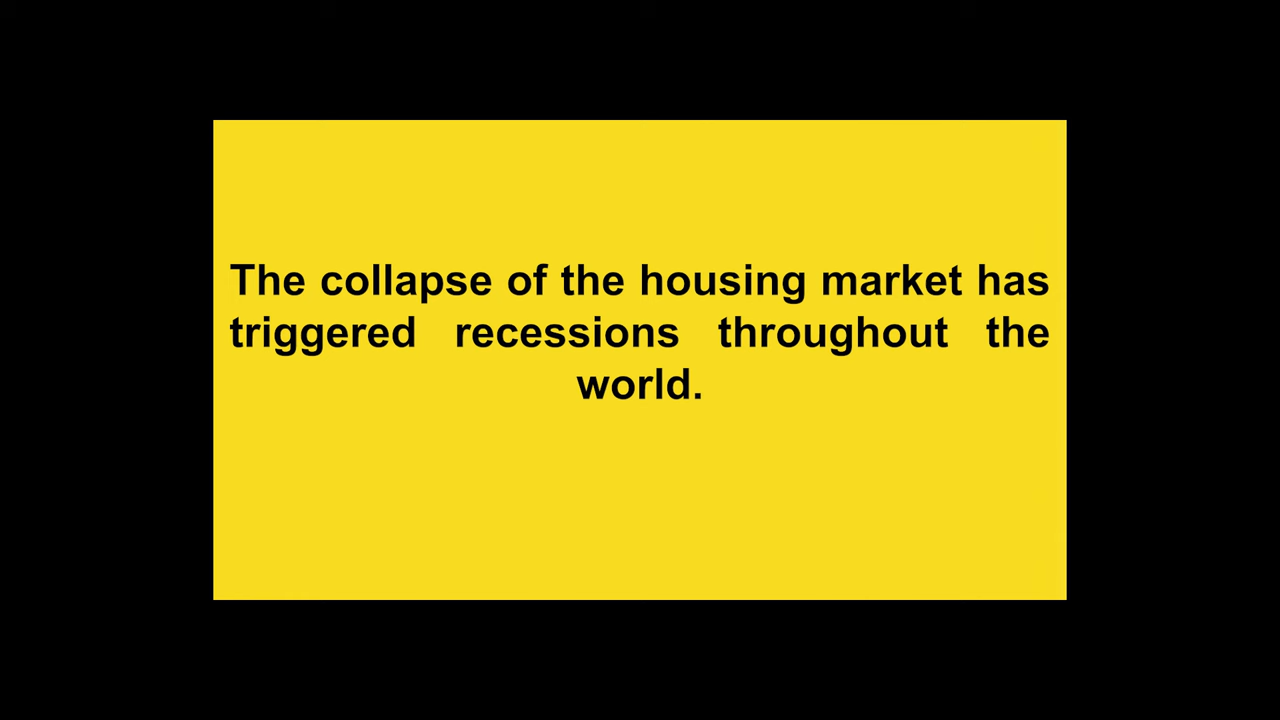 The collapse of the housing market has
triggered recessions throughout the
world.